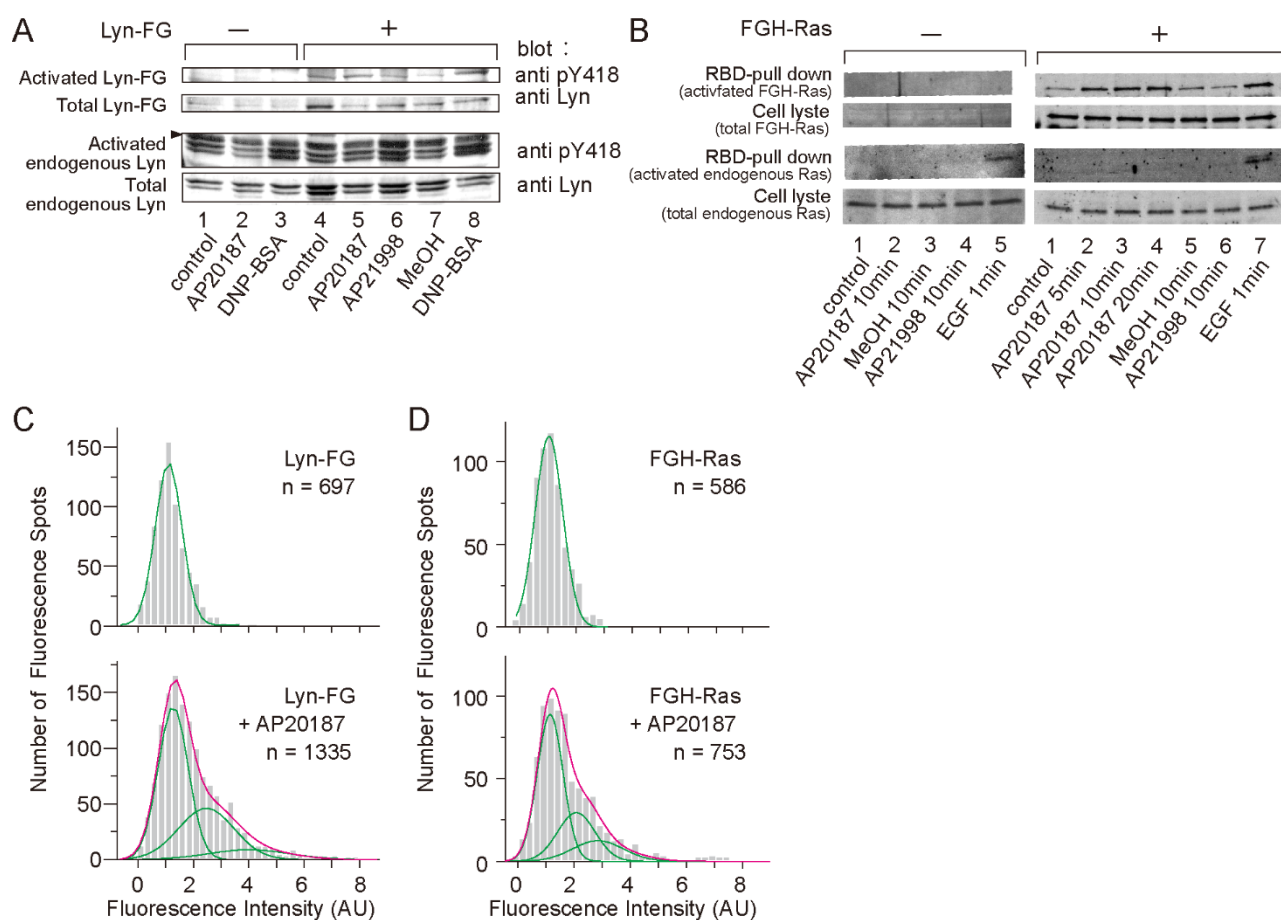 A
Lyn-FG — +
blot :
Activated Lyn-FG anti pY418
Total Lyn-FG anti Lyn
Activated
endogenous Lyn anti pY418
Total
endogenous Lyn anti Lyn
1 2 3 4 5 6 7 8
control AP20187 DNP-BSA control AP20187 AP21998 MeOH DNP-BSA
B
FGH-Ras — +
RBD-pull down
(activfated FGH-Ras)
Cell lyste
(total FGH-Ras)
RBD-pull down
(activated endogenous Ras)
Cell lyste
(total endogenous Ras)
1 2 3 4 5 1 2 3 4 5 6 7
control AP20187 10min MeOH 10min AP21998 10min EGF 1min control AP20187 5min AP20187 10min AP20187 20min MeOH 10min AP21998 10min EGF 1min
C
Number of Fluorescence Spots
150
100
50
0
Lyn-FG
n = 697
150
100
50
0
Lyn-FG
+ AP20187
n = 1335
0 2 4 6 8
Fluorescence Intensity (AU)
D
Number of Fluorescence Spots
100
50
0
FGH-Ras
n = 586
100
50
0
FGH-Ras
+ AP20187
n = 753
0 2 4 6 8
Fluorescence Intensity (AU)